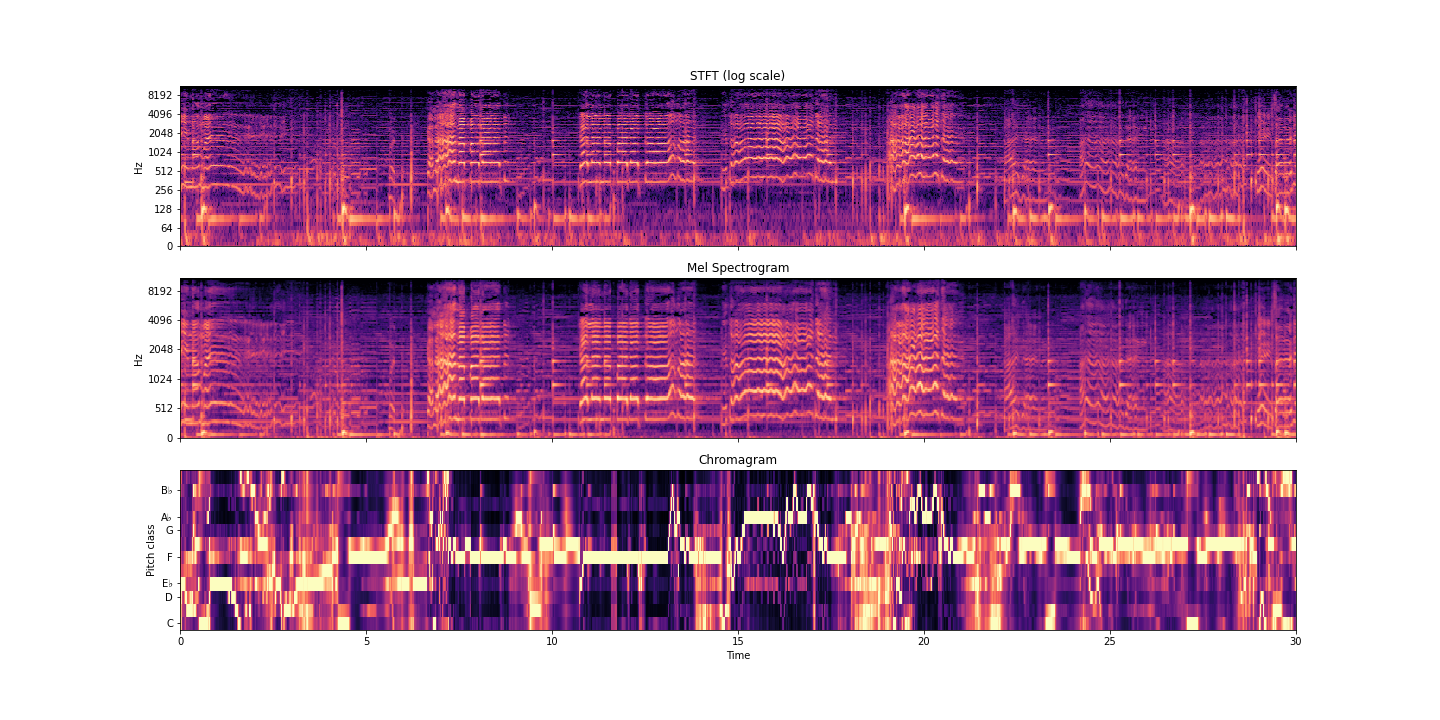 STFT (log scale)
Hz
8192
4096
2048
1024
512
256
128
64
0
Mel Spectrogram
Hz
8192
4096
2048
1024
512
0
Chromagram
Pitch class
B♭
A♭
G
F
E♭
D
C
0 5 10 15 20 25 30
Time